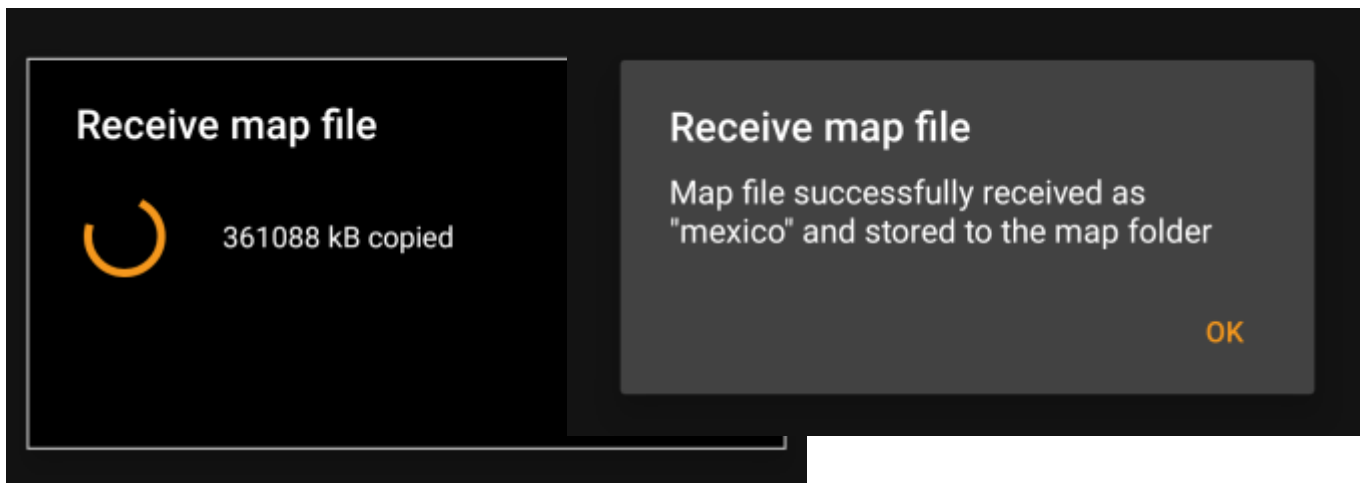 Receive map file
361088 kB copied
Receive map file
Map file successfully received as
"mexico" and stored to the map folder
OK